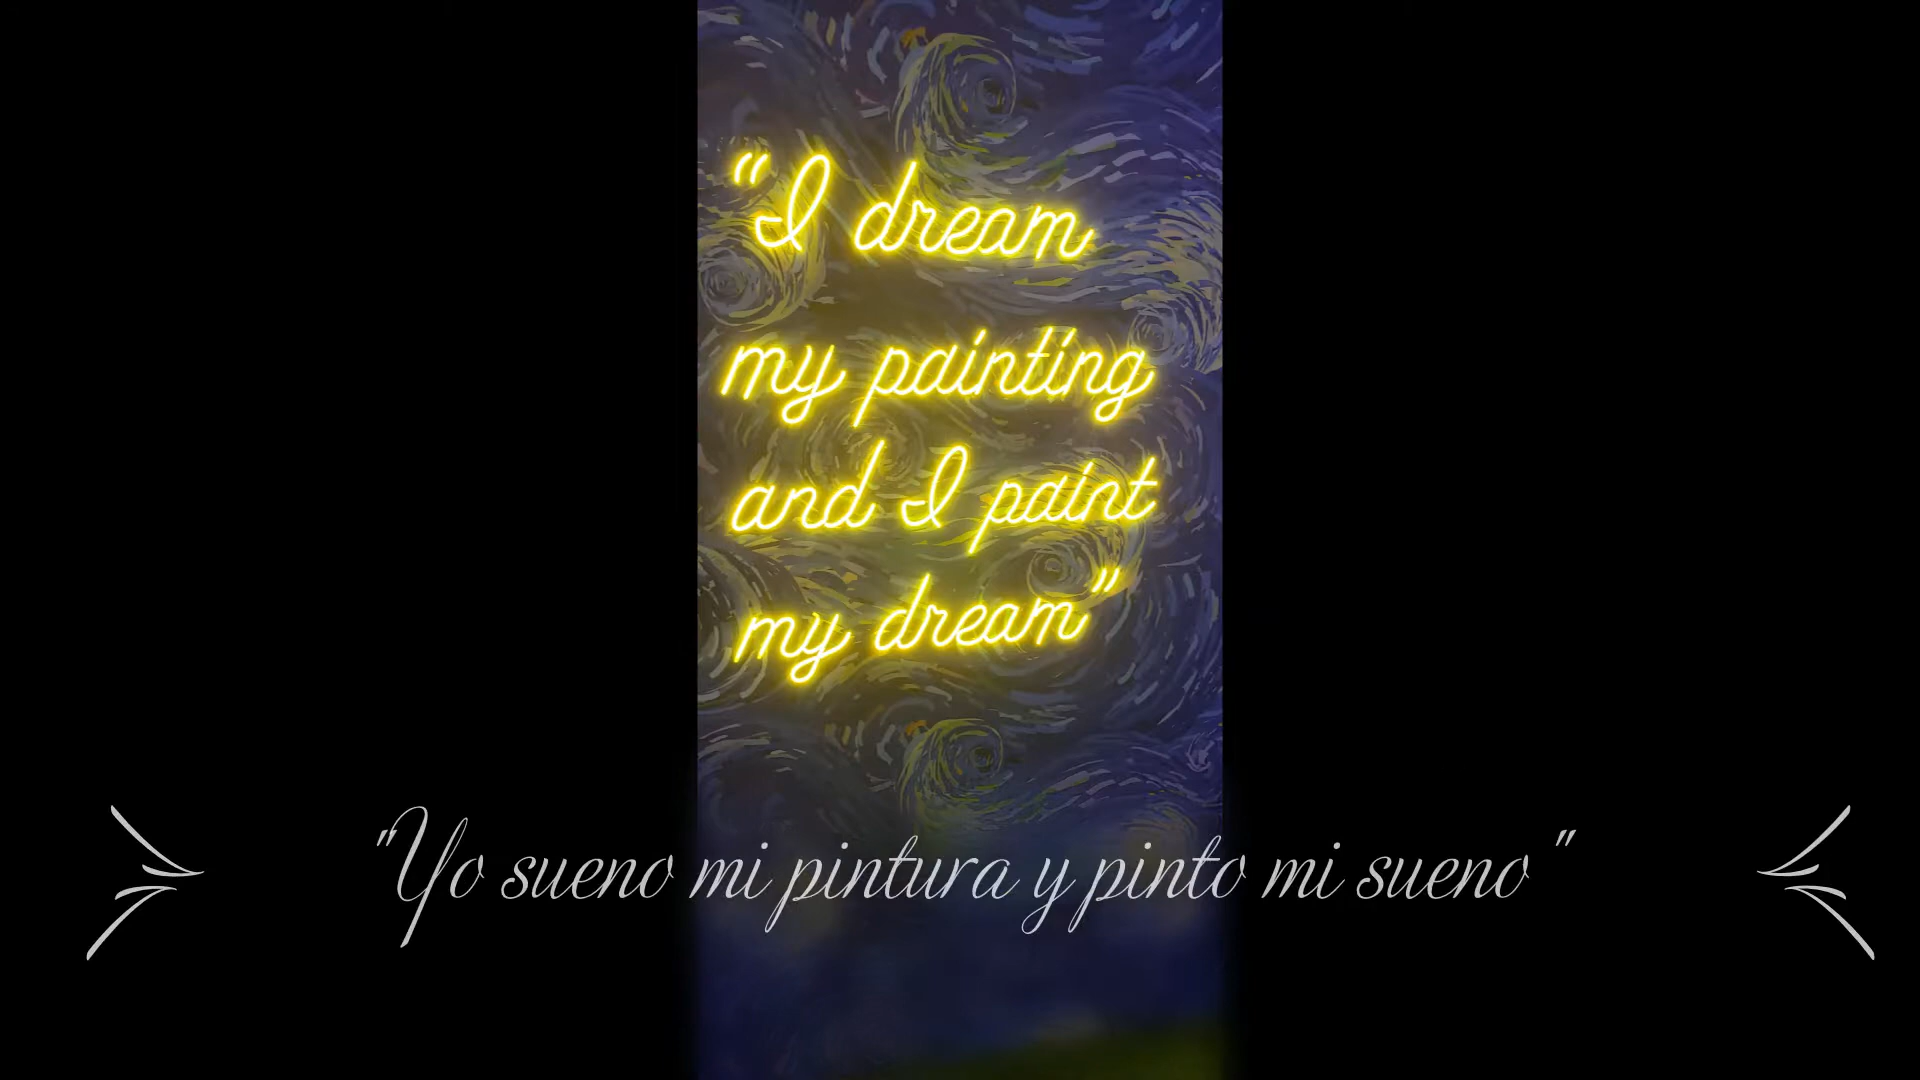 “I dream
my painting
and I paint
my dream”
"Yo sueno mi pintura y pinto mi sueno"